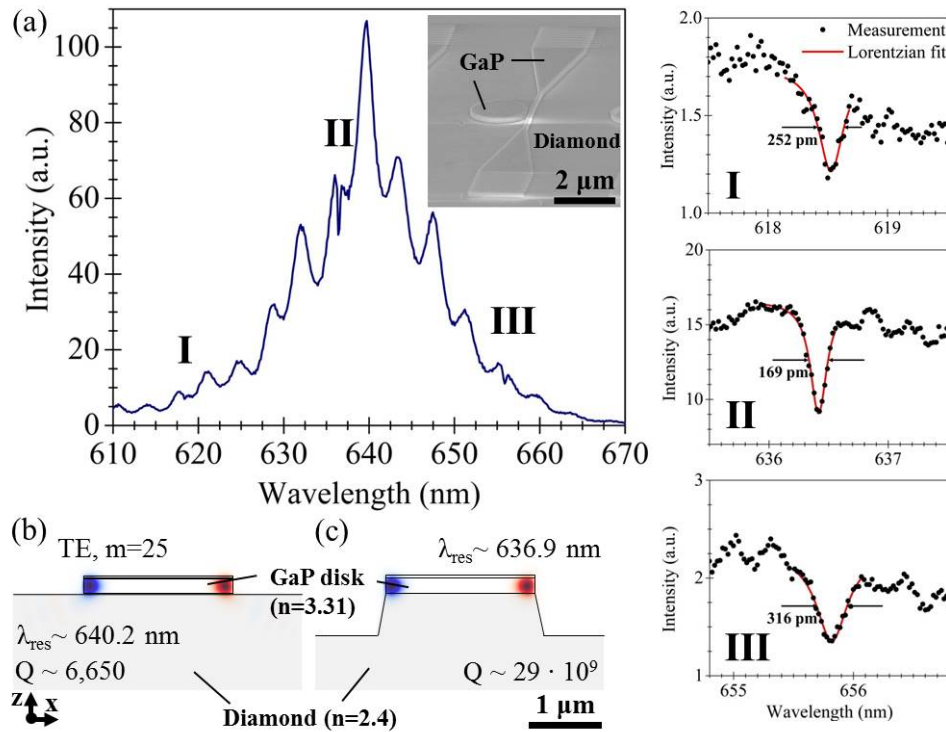 (a)
100
80
60
40
20
0
Intensity (a.u.)
610 620 630 640 650 660 670
Wavelength (nm)
I
II
III
GaP
Diamond
2 μm
2.0
1.5
1.0
Intensity (a.u.)
Measurement
Lorentzian fit
252 pm
I
618 619
20
15
10
Intensity (a.u.)
169 pm
II
636 637
3
2
1
Intensity (a.u.)
316 pm
III
655 656
Wavelength (nm)
(b)
TE, m=25
λres~ 640.2 nm
Q ~ 6,650
z
x
(c)
λres~ 636.9 nm
GaP disk
(n=3.31)
Q ~ 29 · 10⁹
Diamond (n=2.4)
1 μm